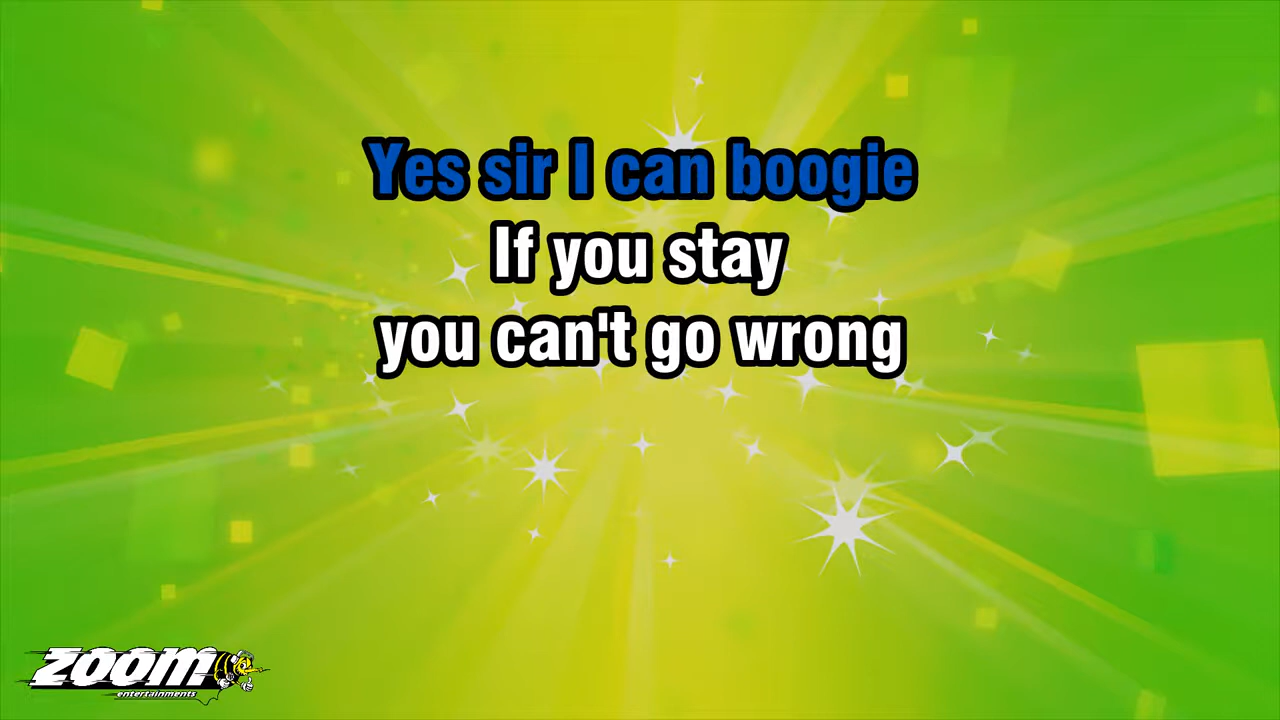 Yes sir I can boogie
If you stay
you can't go wrong
ZOOM
entertainments